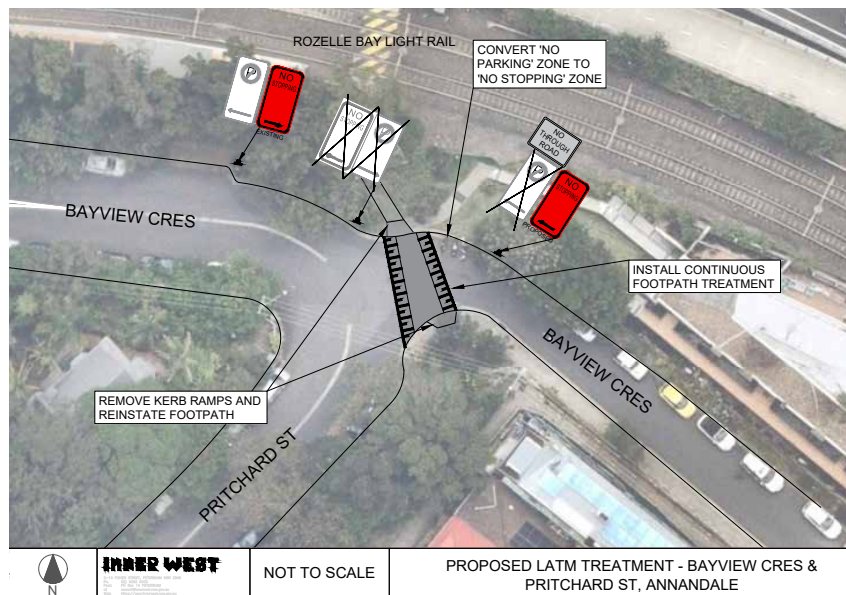 ROZELLE BAY LIGHT RAIL
CONVERT 'NO
PARKING' ZONE TO
'NO STOPPING' ZONE
NO
STOPPING
EXISTING
NO
STOPPING
NO
THROUGH
ROAD
NO
STOPPING
PROPOSED
BAYVIEW CRES
INSTALL CONTINUOUS
FOOTPATH TREATMENT
BAYVIEW CRES
REMOVE KERB RAMPS AND
REINSTATE FOOTPATH
PRITCHARD ST
N
INNER WEST
NOT TO SCALE
PROPOSED LATM TREATMENT - BAYVIEW CRES &
PRITCHARD ST, ANNANDALE